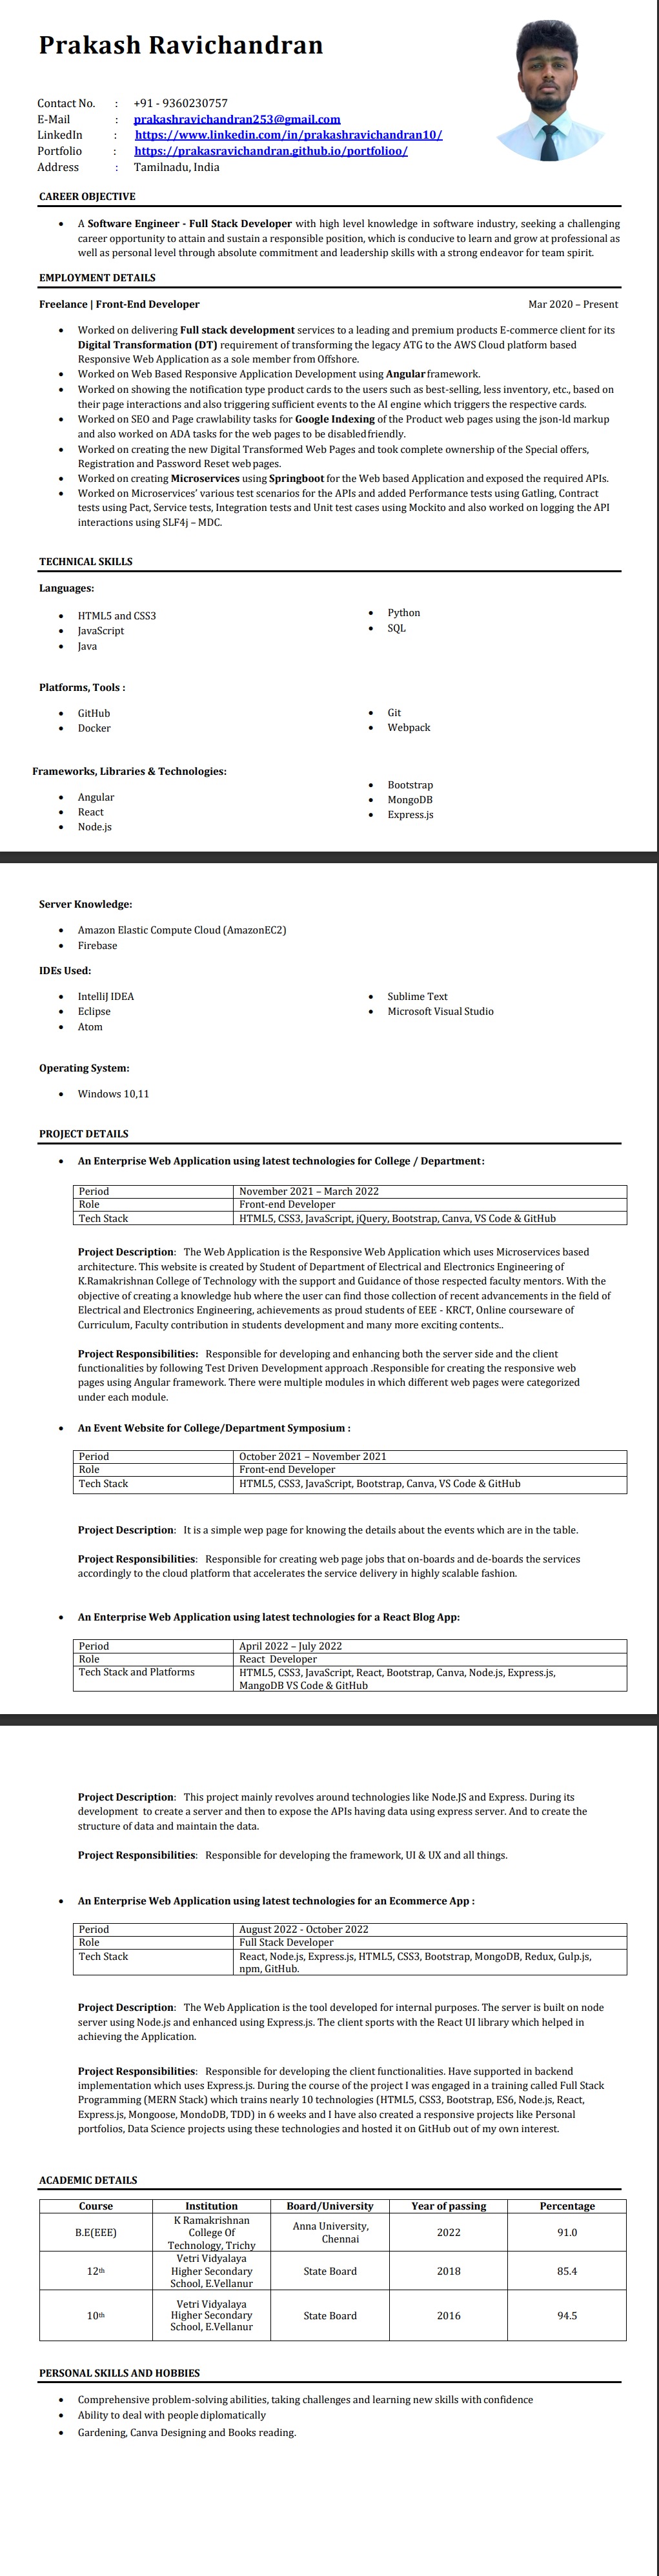 Prakash Ravichandran
Contact No. : +91 - 9360230757
E-Mail : prakashravichandran253@gmail.com
LinkedIn : https://www.linkedin.com/in/prakashravichandran10/
Portfolio : https://prakasravichandran.github.io/portfolioo/
Address : Tamilnadu, India
CAREER OBJECTIVE
• A Software Engineer - Full Stack Developer with high level knowledge in software industry, seeking a challenging
career opportunity to attain and sustain a responsible position, which is conducive to learn and grow at professional as
well as personal level through absolute commitment and leadership skills with a strong endeavor for team spirit.
EMPLOYMENT DETAILS
Freelance | Front-End Developer Mar 2020 – Present
• Worked on delivering Full stack development services to a leading and premium products E-commerce client for its
Digital Transformation (DT) requirement of transforming the legacy ATG to the AWS Cloud platform based
Responsive Web Application as a sole member from Offshore.
• Worked on Web Based Responsive Application Development using Angular framework.
• Worked on showing the notification type product cards to the users such as best-selling, less inventory, etc., based on
their page interactions and also triggering sufficient events to the AI engine which triggers the respective cards.
• Worked on SEO and Page crawlability tasks for Google Indexing of the Product web pages using the json-ld markup
and also worked on ADA tasks for the web pages to be disabled friendly.
• Worked on creating the new Digital Transformed Web Pages and took complete ownership of the Special offers,
Registration and Password Reset web pages.
• Worked on creating Microservices using Springboot for the Web based Application and exposed the required APIs.
• Worked on Microservices' various test scenarios for the APIs and added Performance tests using Gatling, Contract
tests using Pact, Service tests, Integration tests and Unit test cases using Mockito and also worked on logging the API
interactions using SLF4j – MDC.
TECHNICAL SKILLS
Languages:
• HTML5 and CSS3
• JavaScript
• Java
• Python
• SQL
Platforms, Tools :
• GitHub
• Docker
• Git
• Webpack
Frameworks, Libraries & Technologies:
• Angular
• React
• Node.js
• Bootstrap
• MongoDB
• Express.js
Server Knowledge:
• Amazon Elastic Compute Cloud (AmazonEC2)
• Firebase
IDEs Used:
• IntelliJ IDEA
• Eclipse
• Atom
• Sublime Text
• Microsoft Visual Studio
Operating System:
• Windows 10,11
PROJECT DETAILS
• An Enterprise Web Application using latest technologies for College / Department:
Period November 2021 – March 2022
Role Front-end Developer
Tech Stack HTML5, CSS3, JavaScript, jQuery, Bootstrap, Canva, VS Code & GitHub
Project Description: The Web Application is the Responsive Web Application which uses Microservices based
architecture. This website is created by Student of Department of Electrical and Electronics Engineering of
K.Ramakrishnan College of Technology with the support and Guidance of those respected faculty mentors. With the
objective of creating a knowledge hub where the user can find those collection of recent advancements in the field of
Electrical and Electronics Engineering, achievements as proud students of EEE - KRCT, Online courseware of
Curriculum, Faculty contribution in students development and many more exciting contents..
Project Responsibilities: Responsible for developing and enhancing both the server side and the client
functionalities by following Test Driven Development approach .Responsible for creating the responsive web
pages using Angular framework. There were multiple modules in which different web pages were categorized
under each module.
• An Event Website for College/Department Symposium :
Period October 2021 – November 2021
Role Front-end Developer
Tech Stack HTML5, CSS3, JavaScript, Bootstrap, Canva, VS Code & GitHub
Project Description: It is a simple wep page for knowing the details about the events which are in the table.
Project Responsibilities: Responsible for creating web page jobs that on-boards and de-boards the services
accordingly to the cloud platform that accelerates the service delivery in highly scalable fashion.
• An Enterprise Web Application using latest technologies for a React Blog App:
Period April 2022 – July 2022
Role React Developer
Tech Stack and Platforms HTML5, CSS3, JavaScript, React, Bootstrap, Canva, Node.js, Express.js,
MangoDB VS Code & GitHub
Project Description: This project mainly revolves around technologies like Node.JS and Express. During its
development to create a server and then to expose the APIs having data using express server. And to create the
structure of data and maintain the data.
Project Responsibilities: Responsible for developing the framework, UI & UX and all things.
• An Enterprise Web Application using latest technologies for an Ecommerce App :
Period August 2022 - October 2022
Role Full Stack Developer
Tech Stack React, Node.js, Express.js, HTML5, CSS3, Bootstrap, MongoDB, Redux, Gulp.js,
npm, GitHub.
Project Description: The Web Application is the tool developed for internal purposes. The server is built on node
server using Node.js and enhanced using Express.js. The client sports with the React UI library which helped in
achieving the Application.
Project Responsibilities: Responsible for developing the client functionalities. Have supported in backend
implementation which uses Express.js. During the course of the project I was engaged in a training called Full Stack
Programming (MERN Stack) which trains nearly 10 technologies (HTML5, CSS3, Bootstrap, ES6, Node.js, React,
Express.js, Mongoose, MondoDB, TDD) in 6 weeks and I have also created a responsive projects like Personal
portfolios, Data Science projects using these technologies and hosted it on GitHub out of my own interest.
ACADEMIC DETAILS
Course Institution Board/University Year of passing Percentage
B.E(EEE) K Ramakrishnan College Of Technology, Trichy Anna University, Chennai 2022 91.0
12th Vetri Vidyalaya Higher Secondary School, E.Vellanur State Board 2018 85.4
10th Vetri Vidyalaya Higher Secondary School, E.Vellanur State Board 2016 94.5
PERSONAL SKILLS AND HOBBIES
• Comprehensive problem-solving abilities, taking challenges and learning new skills with confidence
• Ability to deal with people diplomatically
• Gardening, Canva Designing and Books reading.